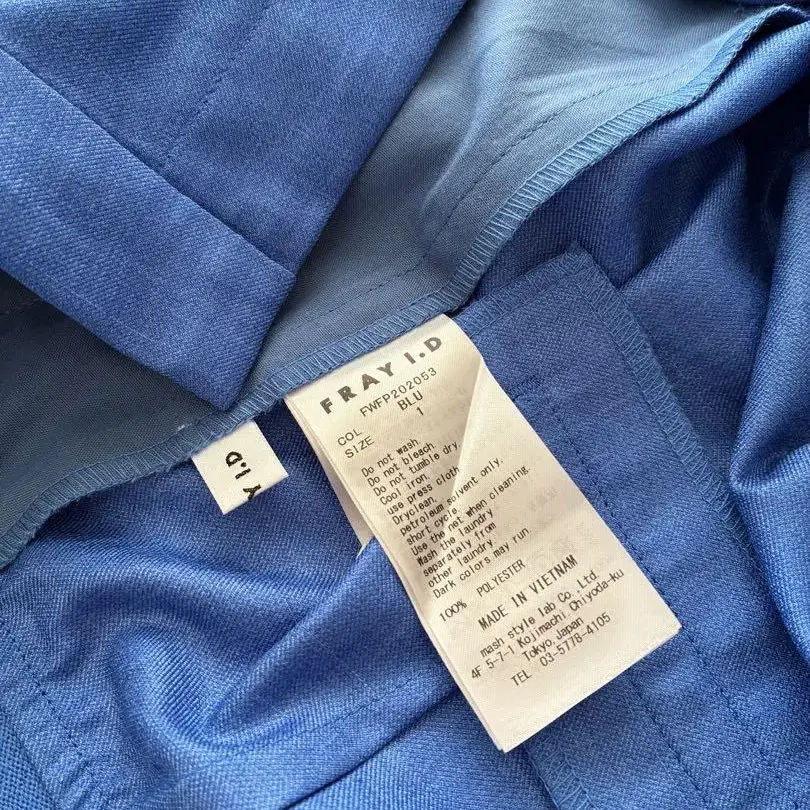 FRAY I.D
FWFP202053
COL BLU
SIZE 1
Do not wash.
Do not bleach.
Do not tumble dry.
Cool iron.
use press cloth
Dryclean.
petroleum solvent only.
short cycle.
Use the net when cleaning.
Wash the laundry
separately from
other laundry.
Dark colors may run.
100% POLYESTER
MADE IN VIETNAM
mash style lab Co., Ltd.
4F 5-7-1 Kojimachi Chiyoda-ku
Tokyo, Japan
TEL 03-5778-4105
Y I.D